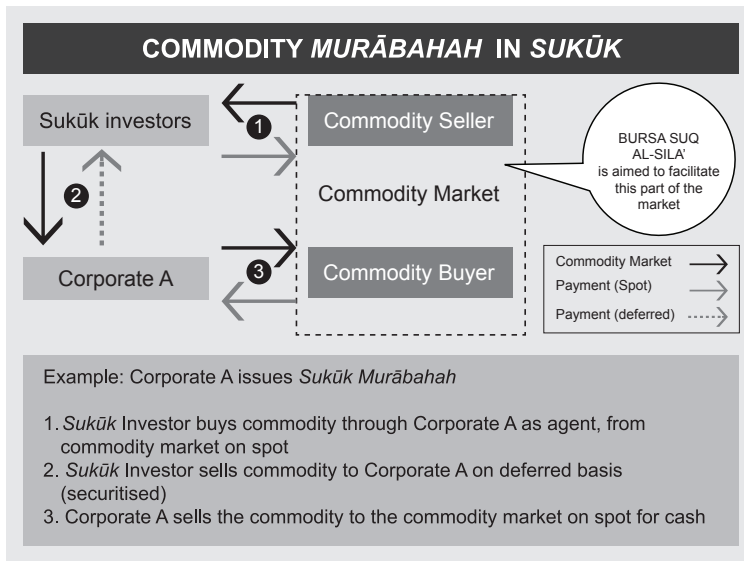 COMMODITY MURĀBAHAH IN SUKŪK
Sukūk investors
1
Commodity Seller
BURSA SUQ
AL-SILA’
is aimed to facilitate
this part of the
market
2
Commodity Market
Corporate A
3
Commodity Buyer
Commodity Market
Payment (Spot)
Payment (deferred)
Example: Corporate A issues Sukūk Murābahah
1. Sukūk Investor buys commodity through Corporate A as agent, from
commodity market on spot
2. Sukūk Investor sells commodity to Corporate A on deferred basis
(securitised)
3. Corporate A sells the commodity to the commodity market on spot for cash